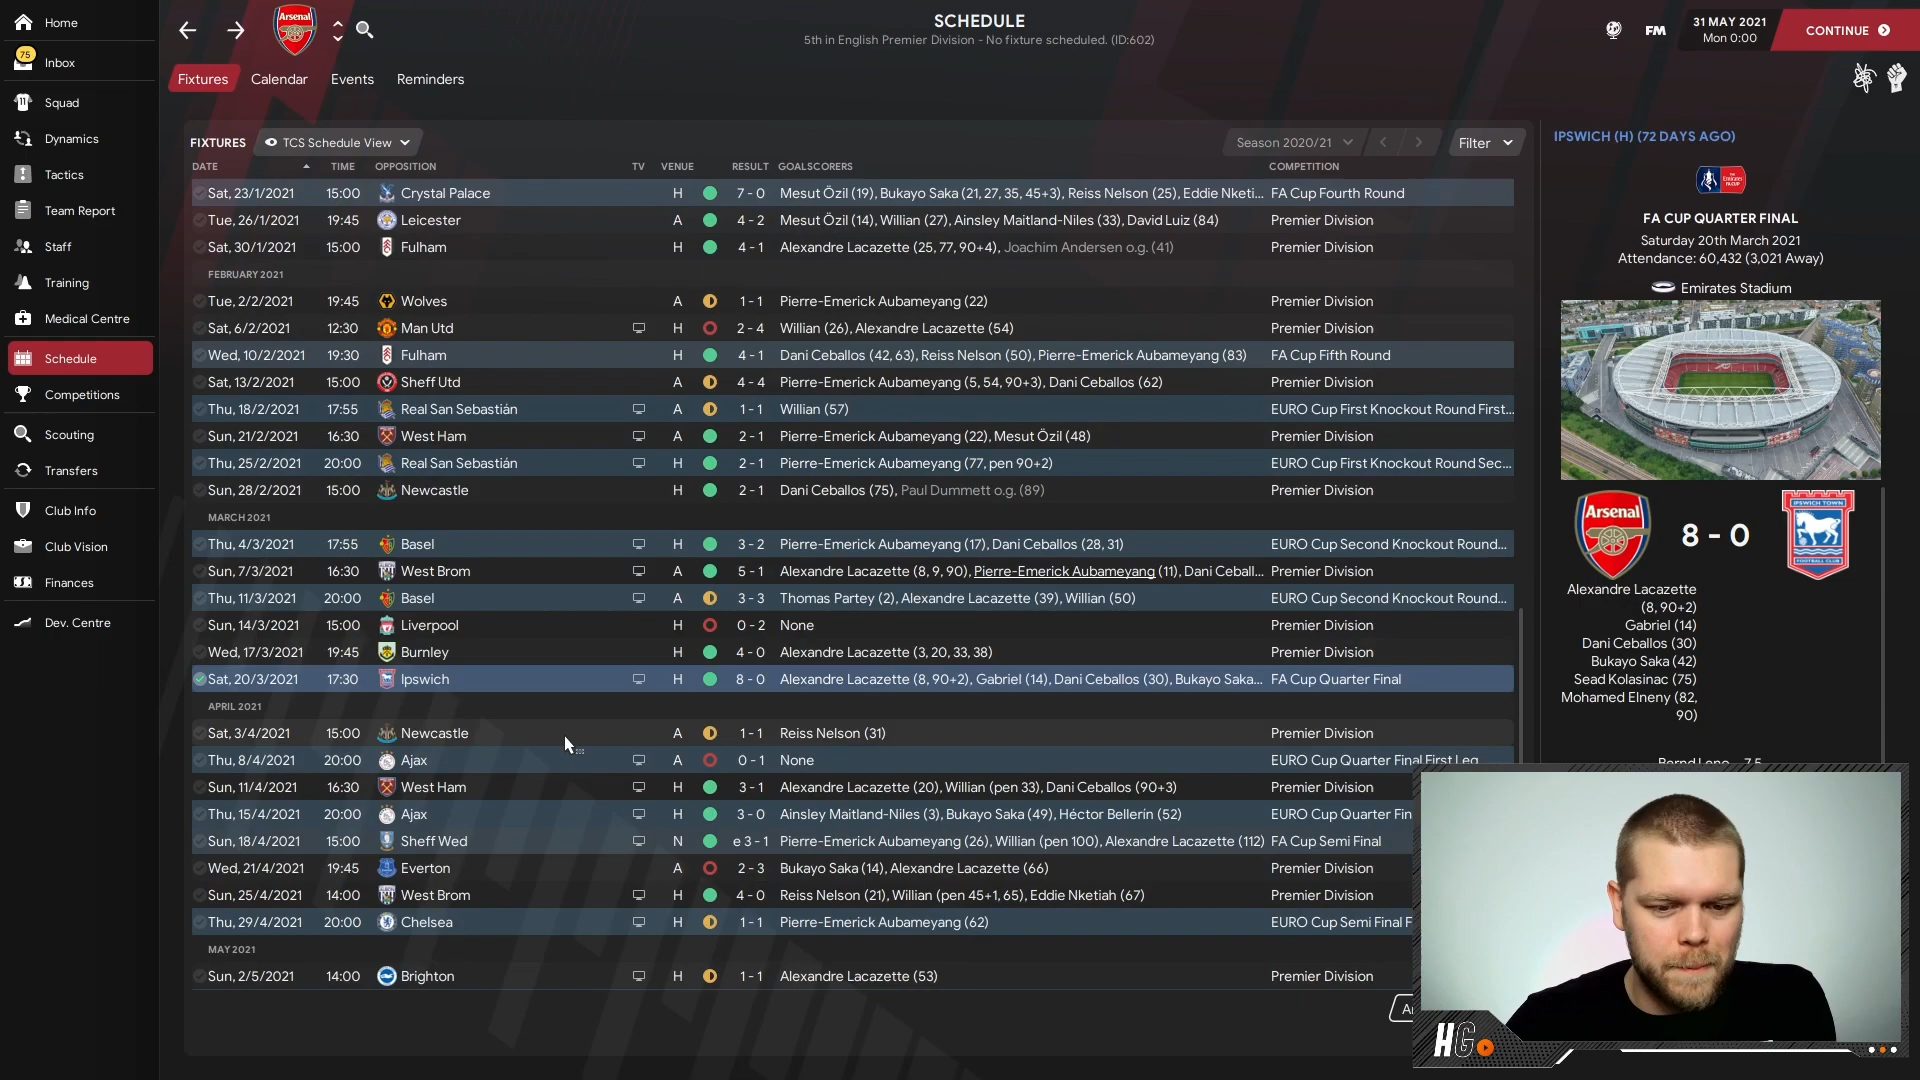 Home
75
Inbox
Squad
Dynamics
Tactics
Team Report
Staff
Training
Medical Centre
Schedule
Competitions
Scouting
Transfers
Club Info
Club Vision
Finances
Dev. Centre
Arsenal
SCHEDULE
5th in English Premier Division - No fixture scheduled. (ID:602)
FM
31 MAY 2021
Mon 0:00
CONTINUE
Fixtures Calendar Events Reminders
FIXTURES TCS Schedule View Season 2020/21 Filter
DATE TIME OPPOSITION TV VENUE RESULT GOALSCORERS COMPETITION
Sat, 23/1/2021 15:00 Crystal Palace H 7 - 0 Mesut Özil (19), Bukayo Saka (21, 27, 35, 45+3), Reiss Nelson (25), Eddie Nketi... FA Cup Fourth Round
Tue, 26/1/2021 19:45 Leicester A 4 - 2 Mesut Özil (14), Willian (27), Ainsley Maitland-Niles (33), David Luiz (84) Premier Division
Sat, 30/1/2021 15:00 Fulham H 4 - 1 Alexandre Lacazette (25, 77, 90+4), Joachim Andersen o.g. (41) Premier Division
FEBRUARY 2021
Tue, 2/2/2021 19:45 Wolves A 1 - 1 Pierre-Emerick Aubameyang (22) Premier Division
Sat, 6/2/2021 12:30 Man Utd H 2 - 4 Willian (26), Alexandre Lacazette (54) Premier Division
Wed, 10/2/2021 19:30 Fulham H 4 - 1 Dani Ceballos (42, 63), Reiss Nelson (50), Pierre-Emerick Aubameyang (83) FA Cup Fifth Round
Sat, 13/2/2021 15:00 Sheff Utd A 4 - 4 Pierre-Emerick Aubameyang (5, 54, 90+3), Dani Ceballos (62) Premier Division
Thu, 18/2/2021 17:55 Real San Sebastián A 1 - 1 Willian (57) EURO Cup First Knockout Round First...
Sun, 21/2/2021 16:30 West Ham A 2 - 1 Pierre-Emerick Aubameyang (22), Mesut Özil (48) Premier Division
Thu, 25/2/2021 20:00 Real San Sebastián H 2 - 1 Pierre-Emerick Aubameyang (77, pen 90+2) EURO Cup First Knockout Round Sec...
Sun, 28/2/2021 15:00 Newcastle H 2 - 1 Dani Ceballos (75), Paul Dummett o.g. (89) Premier Division
MARCH 2021
Thu, 4/3/2021 17:55 Basel H 3 - 2 Pierre-Emerick Aubameyang (17), Dani Ceballos (28, 31) EURO Cup Second Knockout Round...
Sun, 7/3/2021 16:30 West Brom A 5 - 1 Alexandre Lacazette (8, 9, 90), Pierre-Emerick Aubameyang (11), Dani Ceball... Premier Division
Thu, 11/3/2021 20:00 Basel A 3 - 3 Thomas Partey (2), Alexandre Lacazette (39), Willian (50) EURO Cup Second Knockout Round...
Sun, 14/3/2021 15:00 Liverpool H 0 - 2 None Premier Division
Wed, 17/3/2021 19:45 Burnley H 4 - 0 Alexandre Lacazette (3, 20, 33, 38) Premier Division
Sat, 20/3/2021 17:30 Ipswich H 8 - 0 Alexandre Lacazette (8, 90+2), Gabriel (14), Dani Ceballos (30), Bukayo Saka... FA Cup Quarter Final
APRIL 2021
Sat, 3/4/2021 15:00 Newcastle A 1 - 1 Reiss Nelson (31) Premier Division
Thu, 8/4/2021 20:00 Ajax A 0 - 1 None EURO Cup Quarter Final First Leg
Sun, 11/4/2021 16:30 West Ham H 3 - 1 Alexandre Lacazette (20), Willian (pen 33), Dani Ceballos (90+3) Premier Division
Thu, 15/4/2021 20:00 Ajax H 3 - 0 Ainsley Maitland-Niles (3), Bukayo Saka (49), Héctor Bellerín (52) EURO Cup Quarter Fin
Sun, 18/4/2021 15:00 Sheff Wed N e 3 - 1 Pierre-Emerick Aubameyang (26), Willian (pen 100), Alexandre Lacazette (112) FA Cup Semi Final
Wed, 21/4/2021 19:45 Everton A 2 - 3 Bukayo Saka (14), Alexandre Lacazette (66) Premier Division
Sun, 25/4/2021 14:00 West Brom H 4 - 0 Reiss Nelson (21), Willian (pen 45+1, 65), Eddie Nketiah (67) Premier Division
Thu, 29/4/2021 20:00 Chelsea H 1 - 1 Pierre-Emerick Aubameyang (62) EURO Cup Semi Final F
MAY 2021
Sun, 2/5/2021 14:00 Brighton H 1 - 1 Alexandre Lacazette (53) Premier Division
IPSWICH (H) (72 DAYS AGO)
FA CUP QUARTER FINAL
Saturday 20th March 2021
Attendance: 60,432 (3,021 Away)
Emirates Stadium
Arsenal 8 - 0 IPSWICH TOWN FOOTBALL CLUB
Alexandre Lacazette
(8, 90+2)
Gabriel (14)
Dani Ceballos (30)
Bukayo Saka (42)
Sead Kolasinac (75)
Mohamed Elneny (82,
90)
Bernd Leno - 7.5
HG